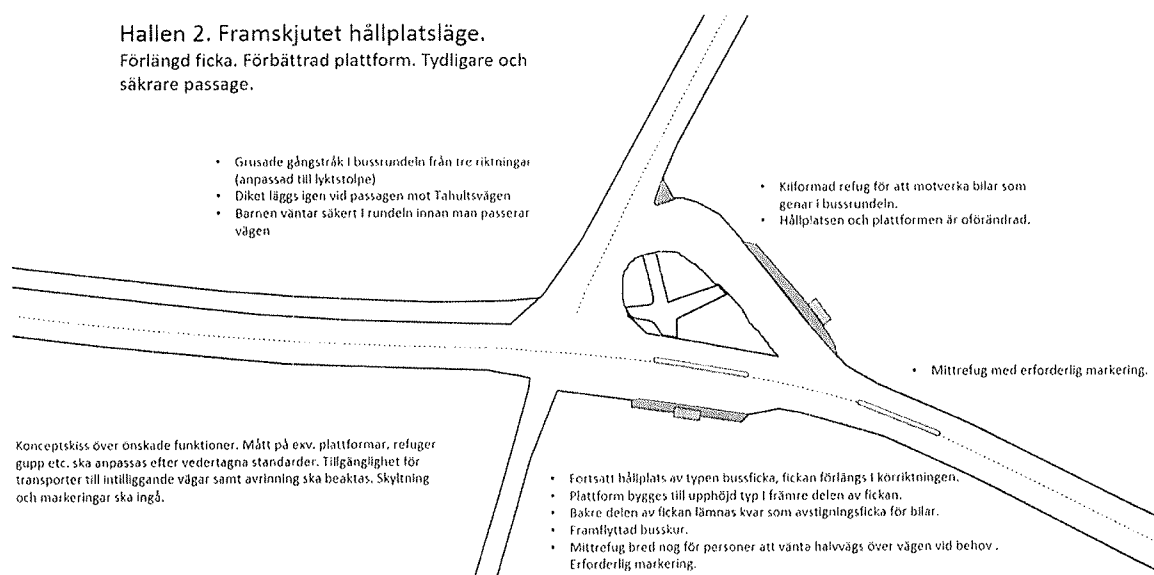 Hallen 2. Framskjutet hållplatsläge.
Förlängd ficka. Förbättrad plattform. Tydligare och
säkrare passage.
• Grusade gångstråk i bussrundeln från tre riktningar
(anpassad till lyktstolpe)
• Diket läggs igen vid passagen mot Tahultsvägen
• Barnen väntar säkert i rundeln innan man passerar
vägen
• Kilformad refug för att motverka bilar som
genar i bussrundeln.
• Hållplatsen och plattformen är oförändrad.
• Mittrefug med erforderlig markering.
Konceptskiss över önskade funktioner. Mått på exv. plattformar, refuger
gupp etc. ska anpassas efter vedertagna standarder. Tillgänglighet för
transporter till intilliggande vägar samt avrinning ska beaktas. Skyltning
och markeringar ska ingå.
• Fortsatt hållplats av typen bussficka, fickan förlängs i körriktningen.
• Plattform bygges till upphöjd typ i främre delen av fickan.
• Bakre delen av fickan lämnas kvar som avstigningsficka för bilar.
• Framflyttad busskur.
• Mittrefug bred nog för personer att vänta halvvägs över vägen vid behov .
Erforderlig markering.